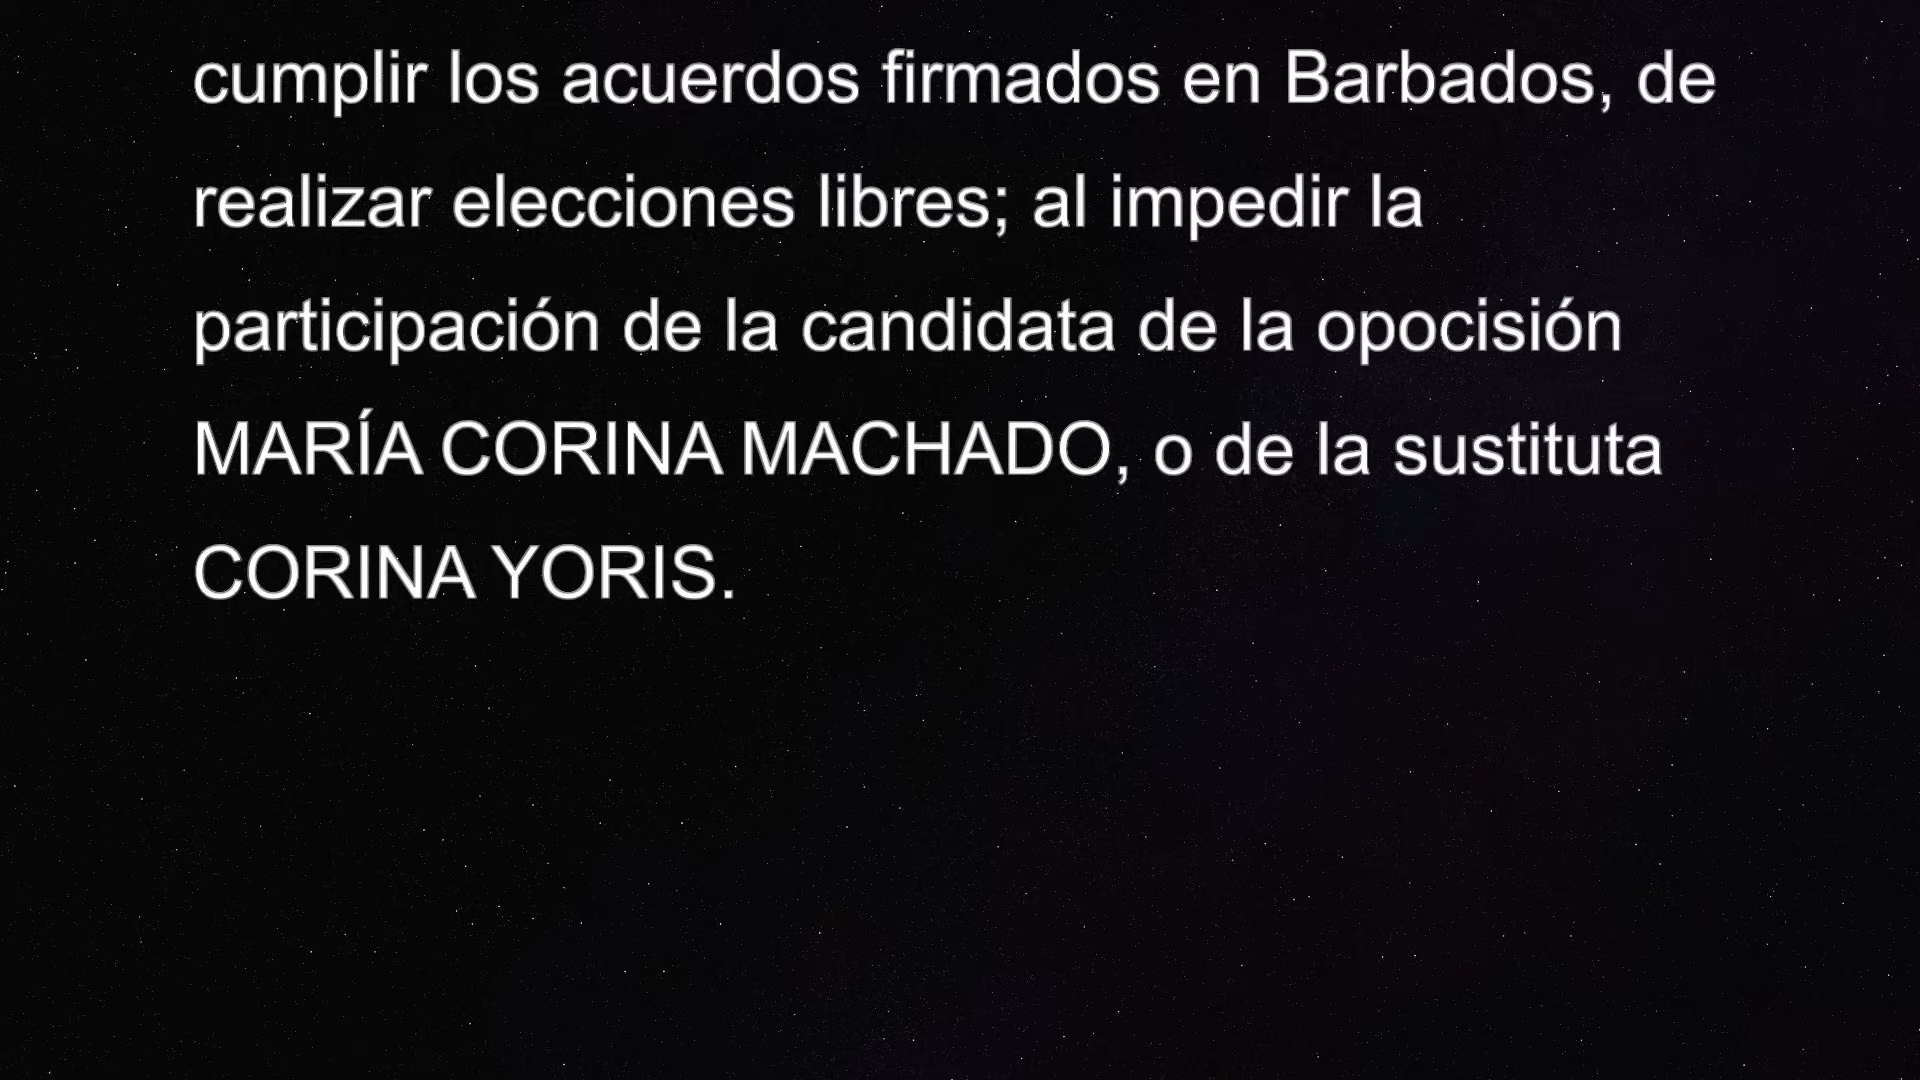 cumplir los acuerdos firmados en Barbados, de
realizar elecciones libres; al impedir la
participación de la candidata de la opocisión
MARÍA CORINA MACHADO, o de la sustituta
CORINA YORIS.